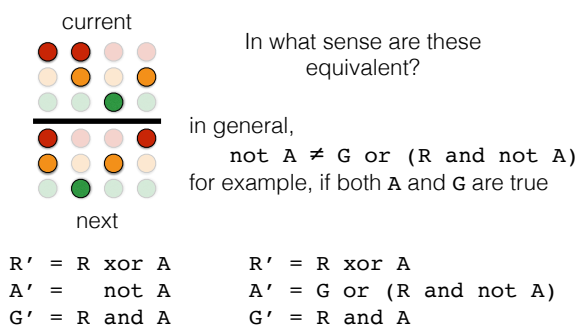 current
In what sense are these
equivalent?
in general,
not A ≠ G or (R and not A)
for example, if both A and G are true
next
R′ = R xor A
A′ = not A
G′ = R and A
R′ = R xor A
A′ = G or (R and not A)
G′ = R and A